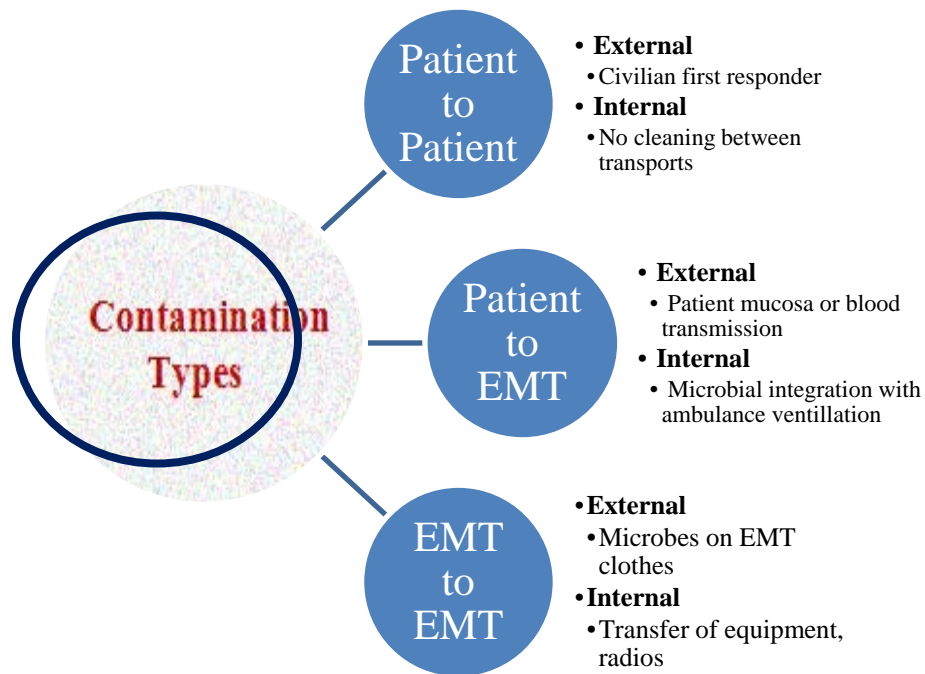 Patient
to
Patient
• External
• Civilian first responder
• Internal
• No cleaning between
transports
Contamination
Types
Patient
to
EMT
• External
• Patient mucosa or blood
transmission
• Internal
• Microbial integration with
ambulance ventillation
EMT
to
EMT
• External
• Microbes on EMT
clothes
• Internal
• Transfer of equipment,
radios